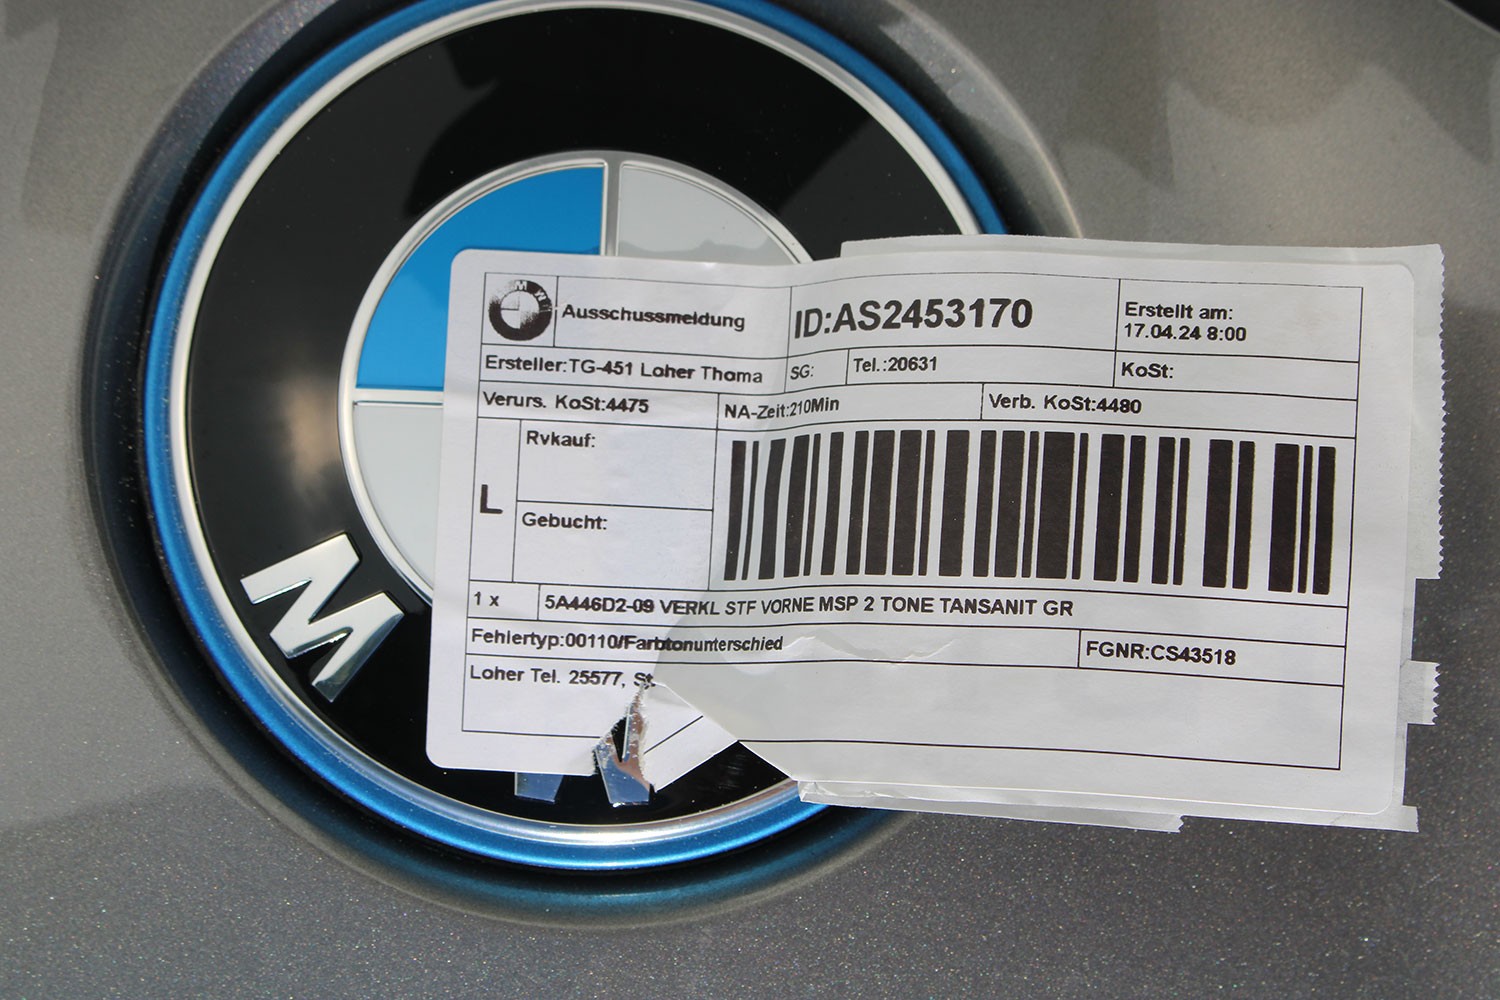 Ausschussmeldung
ID:AS2453170
Erstellt am:
17.04.24 8:00
Ersteller:TG-451 Loher Thoma
SG:
Tel.:20631
KoSt:
Verurs. KoSt:4475
NA-Zeit:210Min
Verb. KoSt:4480
L
Rvkauf:
Gebucht:
1 x
5A446D2-09 VERKL STF VORNE MSP 2 TONE TANSANIT GR
Fehlertyp:00110/Farbtonunterschied
FGNR:CS43518
Loher Tel. 25577,
M